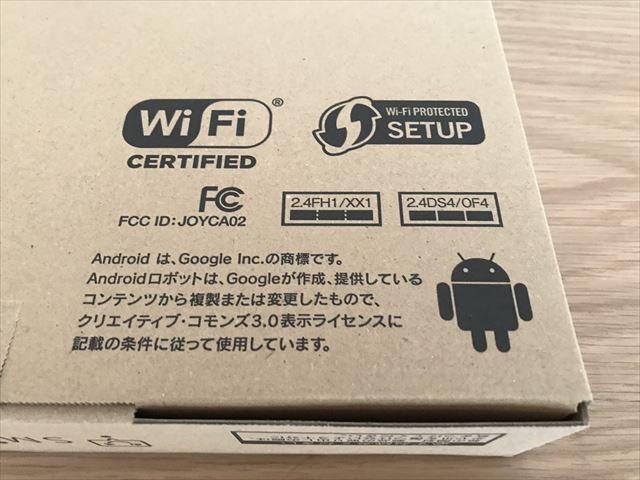 Wi Fi ®
CERTIFIED
Wi-Fi PROTECTED
SETUP
FC
FCC ID:JOYCA02
2.4FH1/XX1
2.4DS4/OF4
Android は、Google Inc.の商標です。
Androidロボットは、Googleが作成、提供している
コンテンツから複製または変更したもので、
クリエイティブ・コモンズ3.0表示ライセンスに
記載の条件に従って使用しています。